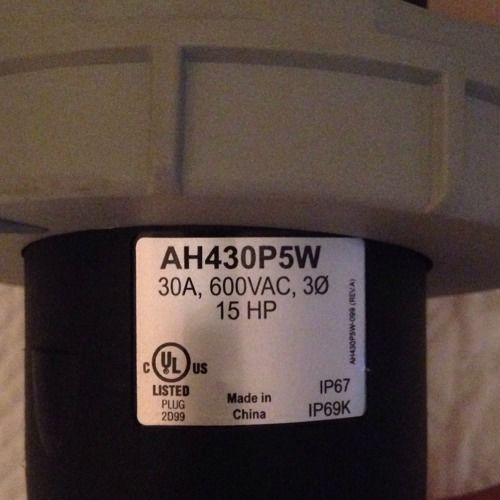 AH430P5W
30A, 600VAC, 3Ø
15 HP
AH430P5W-099 (REV.A)
C UL US
LISTED
PLUG
2D99
Made in
China
IP67
IP69K